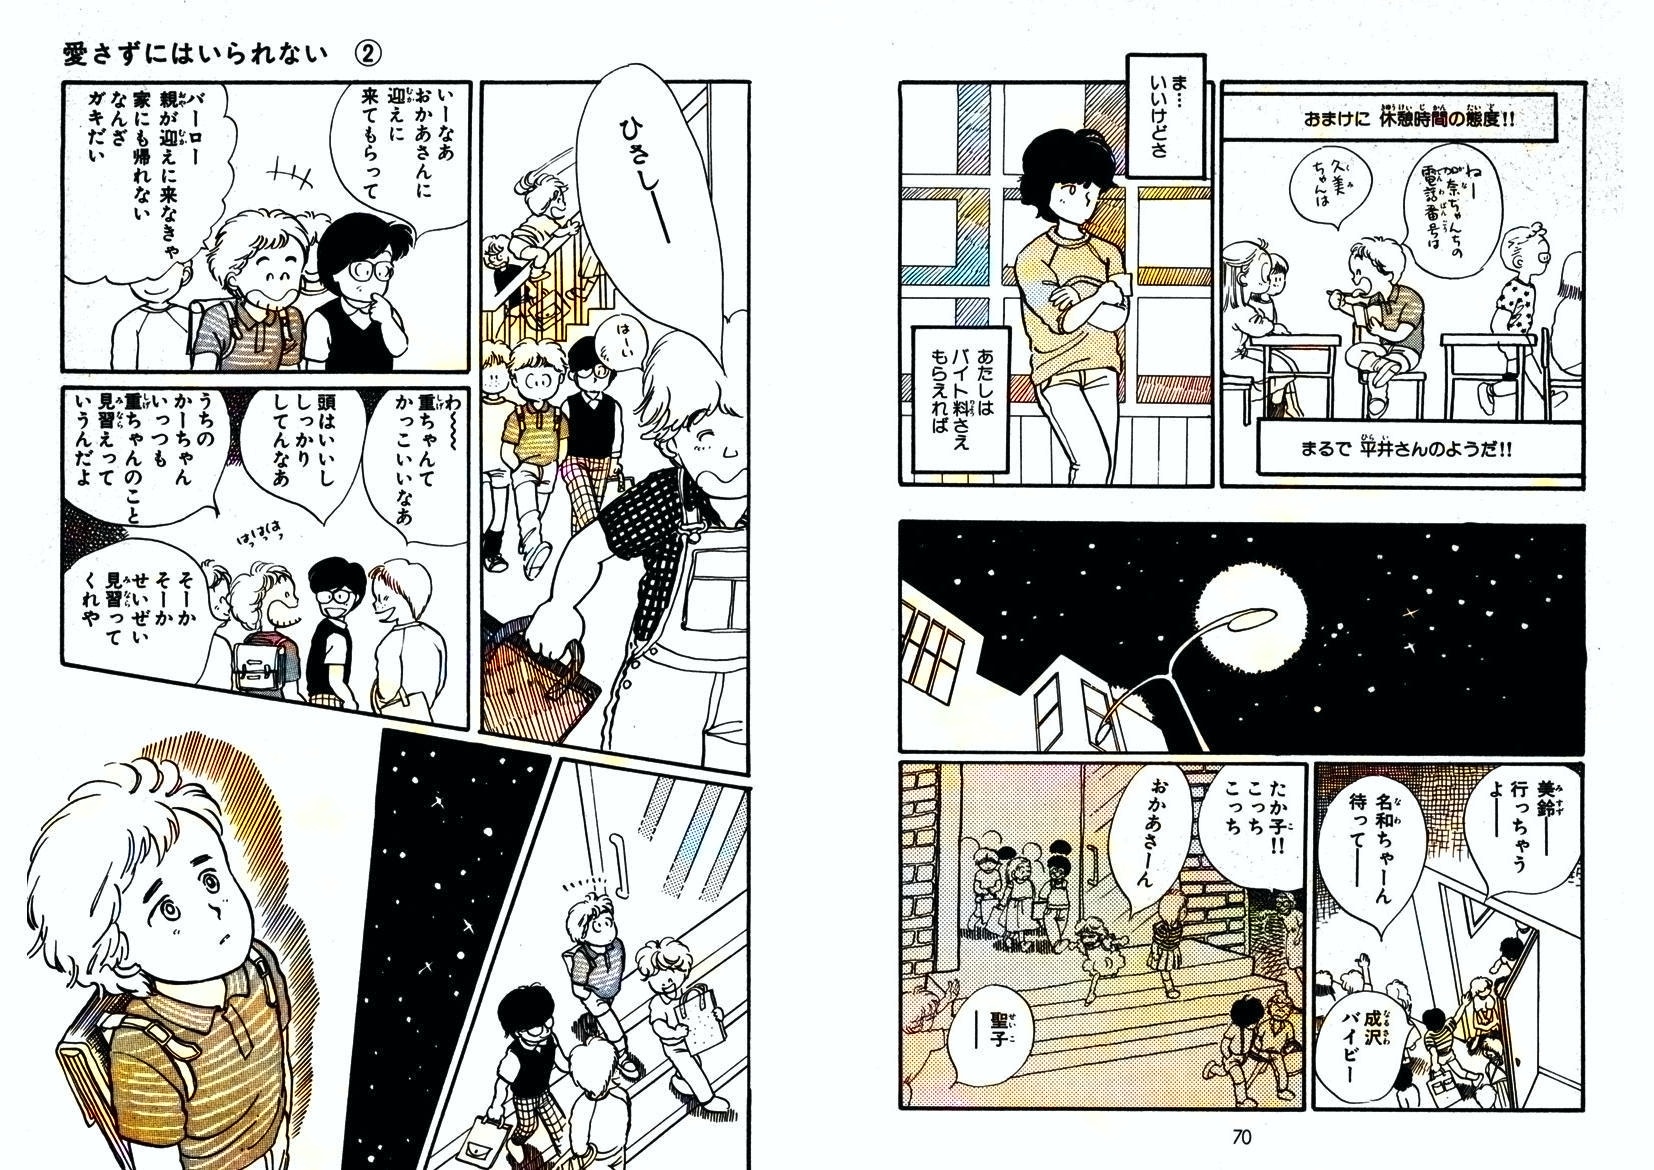 おまけに 休憩時間の態度!!
ねー
加奈ちゃんちの
電話番号は
久美
ちゃんは
まるで 平井さんのようだ!!
ま…
いいけどさ
あたしは
バイト料さえ
もらえれば
美鈴──
行っちゃう
よ──
名和ちゃーん
待って──
成沢
バイビー
たか子!!
こっち
こっち
おかあさーん
聖子
──
70
愛さずにはいられない ②
ひさしー
はーい
いーなあ
おかあさんに
迎えに
来てもらって
バーロー
親が迎えに来なきゃ
家にも帰れない
なんざ
ガキだい
わ〜〜〜
重ちゃんて
かっこいいなあ
頭はいいし
しっかり
してんなあ
うちの
かーちゃん
いっつも
重ちゃんのこと
見習えって
いうんだよ
はっはっはっ
そーか
そーか
せいぜい
見習って
くれや